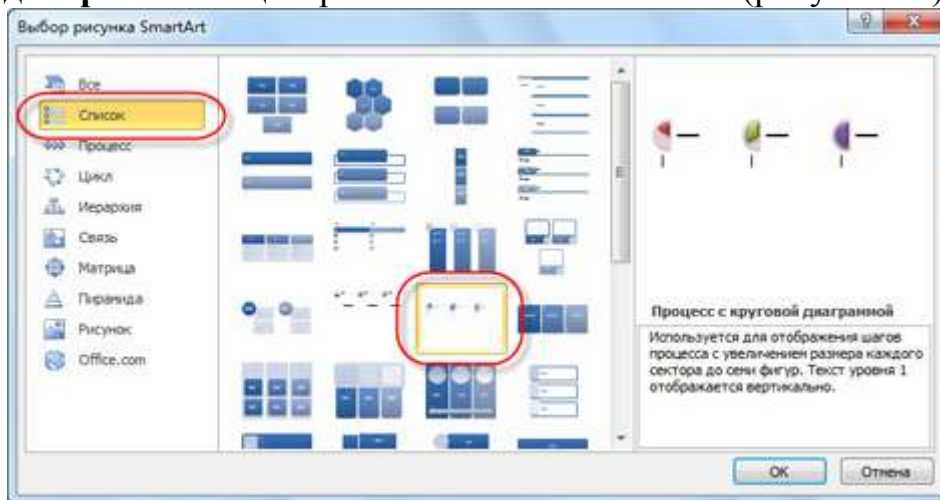 Выбор рисунка SmartArt
Все
Список
Процесс
Цикл
Иерархия
Связь
Матрица
Пирамида
Рисунок
Office.com
Процесс с круговой диаграммой
Используется для отображения шагов
процесса с увеличением размера каждого
сектора до семи фигур. Текст уровня 1
отображается вертикально.
ОК
Отмена